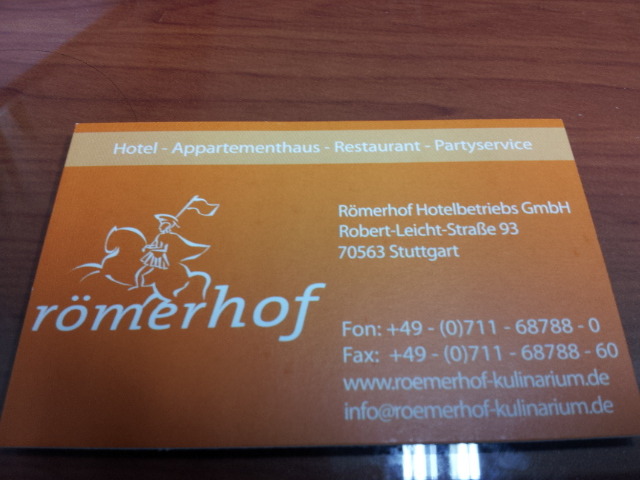 Hotel - Appartementhaus - Restaurant - Partyservice
römerhof
Römerhof Hotelbetriebs GmbH
Robert-Leicht-Straße 93
70563 Stuttgart
Fon: +49 - (0)711 - 68788 - 0
Fax: +49 - (0)711 - 68788 - 60
www.roemerhof-kulinarium.de
info@roemerhof-kulinarium.de